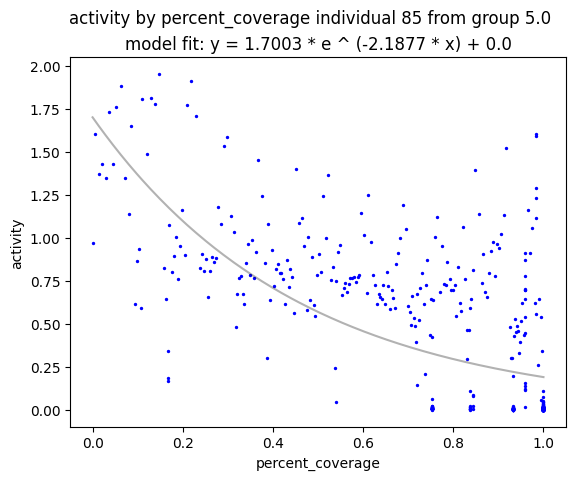 activity by percent_coverage individual 85 from group 5.0
model fit: y = 1.7003 * e ^ (-2.1877 * x) + 0.0
2.00
1.75
1.50
1.25
1.00
0.75
0.50
0.25
0.00
activity
0.0 0.2 0.4 0.6 0.8 1.0
percent_coverage